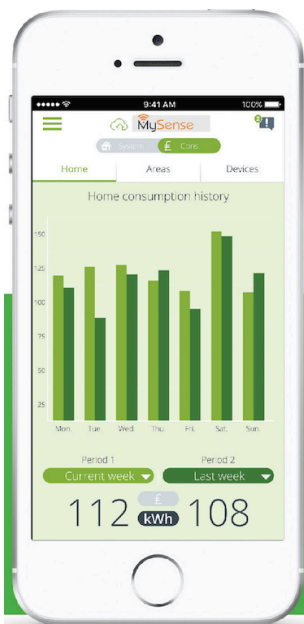 9:41 AM 100%
MySense
3
System £ Cons
Home Areas Devices
Home consumption history
150
125
100
75
50
25
Mon. Tue. Wed. Thu. Fri. Sat. Sun.
Period 1 Period 2
Current week Last week
£
112 kWh 108